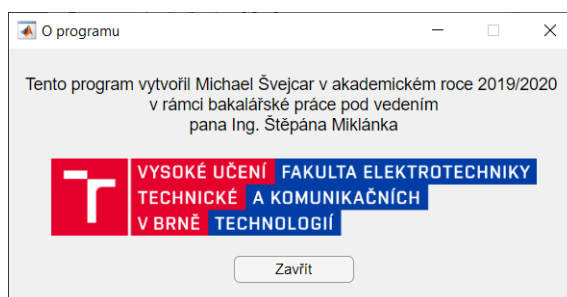 O programu
Tento program vytvořil Michael Švejcar v akademickém roce 2019/2020
v rámci bakalářské práce pod vedením
pana Ing. Štěpána Miklánka
VYSOKÉ UČENÍ FAKULTA ELEKTROTECHNIKY
TECHNICKÉ A KOMUNIKAČNÍCH
V BRNĚ TECHNOLOGIÍ
Zavřít